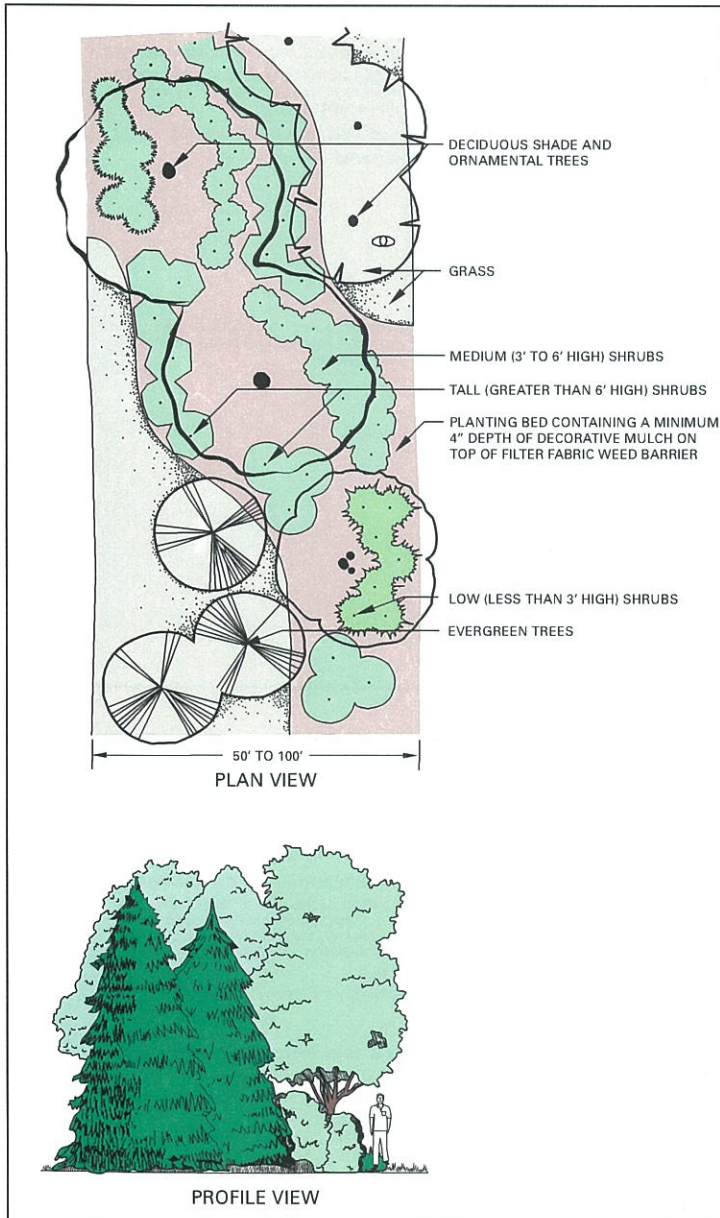 DECIDUOUS SHADE AND
ORNAMENTAL TREES
GRASS
MEDIUM (3' TO 6' HIGH) SHRUBS
TALL (GREATER THAN 6' HIGH) SHRUBS
PLANTING BED CONTAINING A MINIMUM
4" DEPTH OF DECORATIVE MULCH ON
TOP OF FILTER FABRIC WEED BARRIER
LOW (LESS THAN 3' HIGH) SHRUBS
EVERGREEN TREES
50' TO 100'
PLAN VIEW
PROFILE VIEW